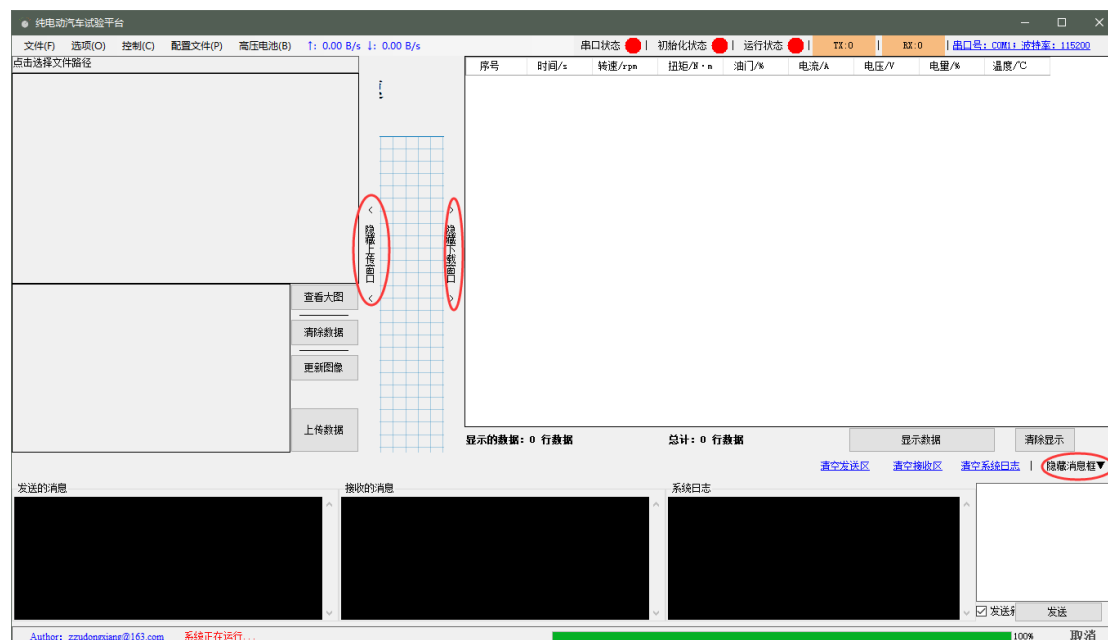 纯电动汽车试验平台
文件(F) 选项(O) 控制(C) 配置文件(P) 高压电池(B) ↑: 0.00 B/s ↓: 0.00 B/s 串口状态 | 初始化状态 | 运行状态 | TX:0 | RX:0 | 串口号: COM1; 波特率: 115200
点击选择文件路径
序号 时间/s 转速/rpm 扭矩/N·m 油门/% 电流/A 电压/V 电量/% 温度/℃
隐藏上传窗口
隐藏下载窗口
查看大图
清除数据
更新图像
上传数据
显示的数据: 0 行数据 总计: 0 行数据 显示数据 清除显示
清空发送区 清空接收区 清空系统日志 | 隐藏消息框▼
发送的消息 接收的消息 系统日志
发送 发送
Author: zzudongxiang@163.com 系统正在运行... 100% 取消